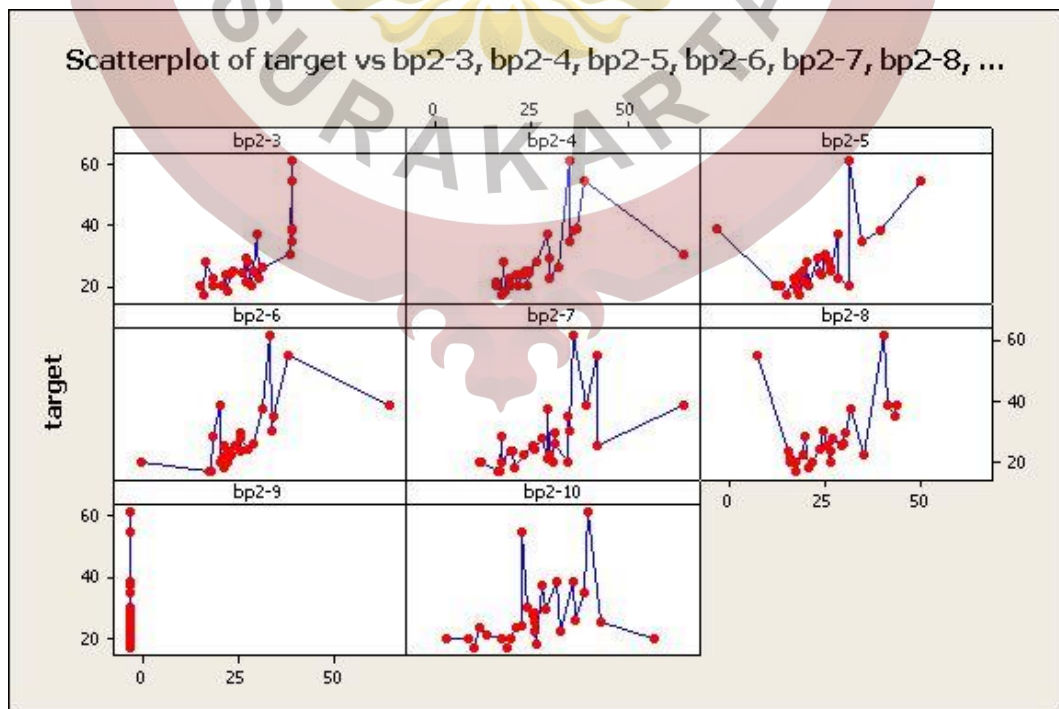 SURAKARTA
Scatterplot of target vs bp2-3, bp2-4, bp2-5, bp2-6, bp2-7, bp2-8, ...
0 25 50
bp2-3 bp2-4 bp2-5
60
40
20
bp2-6 bp2-7 bp2-8
60
40
20
target
bp2-9 bp2-10
0 25 50
60
40
20
0 25 50